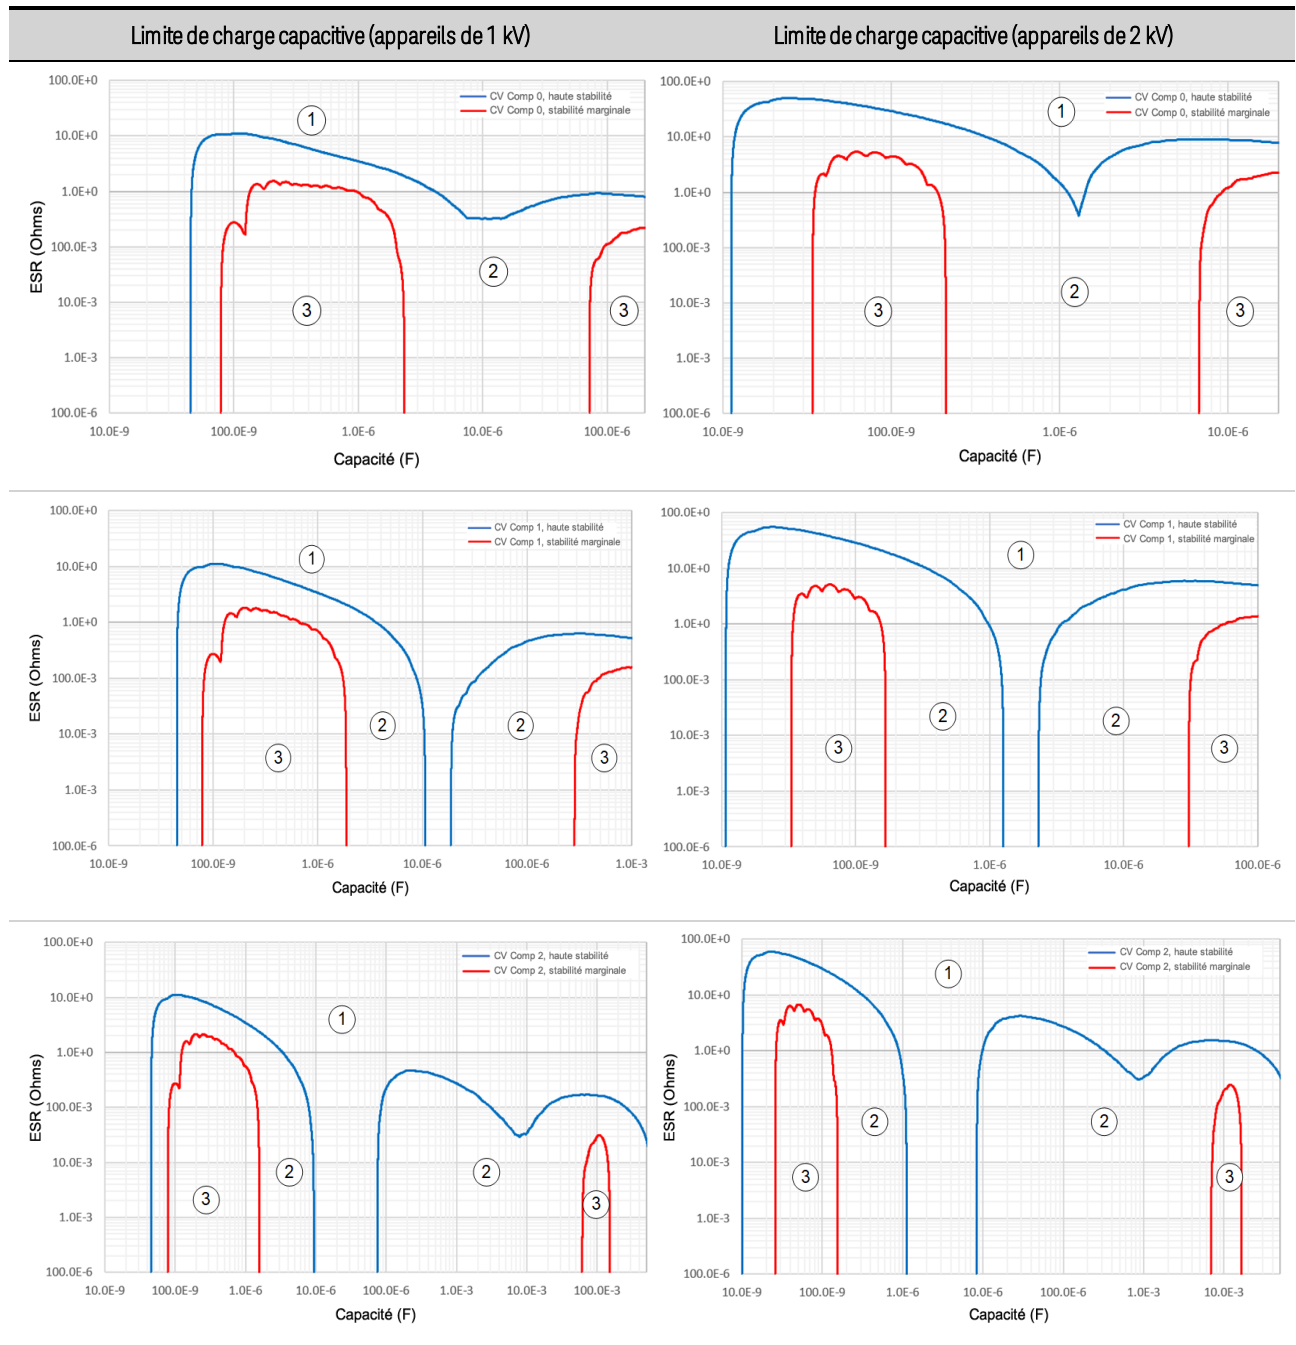 Limite de charge capacitive (appareils de 1 kV)
Limite de charge capacitive (appareils de 2 kV)
100.0E+0
10.0E+0
1.0E+0
100.0E-3
10.0E-3
1.0E-3
100.0E-6
ESR (Ohms)
CV Comp 0, haute stabilité
CV Comp 0, stabilité marginale
1
2
3
3
10.0E-9
100.0E-9
1.0E-6
10.0E-6
100.0E-6
Capacité (F)
100.0E+0
10.0E+0
1.0E+0
100.0E-3
10.0E-3
1.0E-3
100.0E-6
CV Comp 0, haute stabilité
CV Comp 0, stabilité marginale
1
2
3
3
10.0E-9
100.0E-9
1.0E-6
10.0E-6
Capacité (F)
100.0E+0
10.0E+0
1.0E+0
100.0E-3
10.0E-3
1.0E-3
100.0E-6
ESR (Ohms)
CV Comp 1, haute stabilité
CV Comp 1, stabilité marginale
1
2
2
3
3
10.0E-9
100.0E-9
1.0E-6
10.0E-6
100.0E-6
1.0E-3
Capacité (F)
100.0E+0
10.0E+0
1.0E+0
100.0E-3
10.0E-3
1.0E-3
100.0E-6
CV Comp 1, haute stabilité
CV Comp 1, stabilité marginale
1
2
2
3
3
10.0E-9
100.0E-9
1.0E-6
10.0E-6
100.0E-6
Capacité (F)
100.0E+0
10.0E+0
1.0E+0
100.0E-3
10.0E-3
1.0E-3
100.0E-6
ESR (Ohms)
CV Comp 2, haute stabilité
CV Comp 2, stabilité marginale
1
2
2
3
3
10.0E-9
100.0E-9
1.0E-6
10.0E-6
100.0E-6
1.0E-3
10.0E-3
100.0E-3
Capacité (F)
100.0E+0
10.0E+0
1.0E+0
100.0E-3
10.0E-3
1.0E-3
100.0E-6
ESR (Ohms)
CV Comp 2, haute stabilité
CV Comp 2, stabilité marginale
1
2
2
3
3
10.0E-9
100.0E-9
1.0E-6
10.0E-6
100.0E-6
1.0E-3
10.0E-3
Capacité (F)